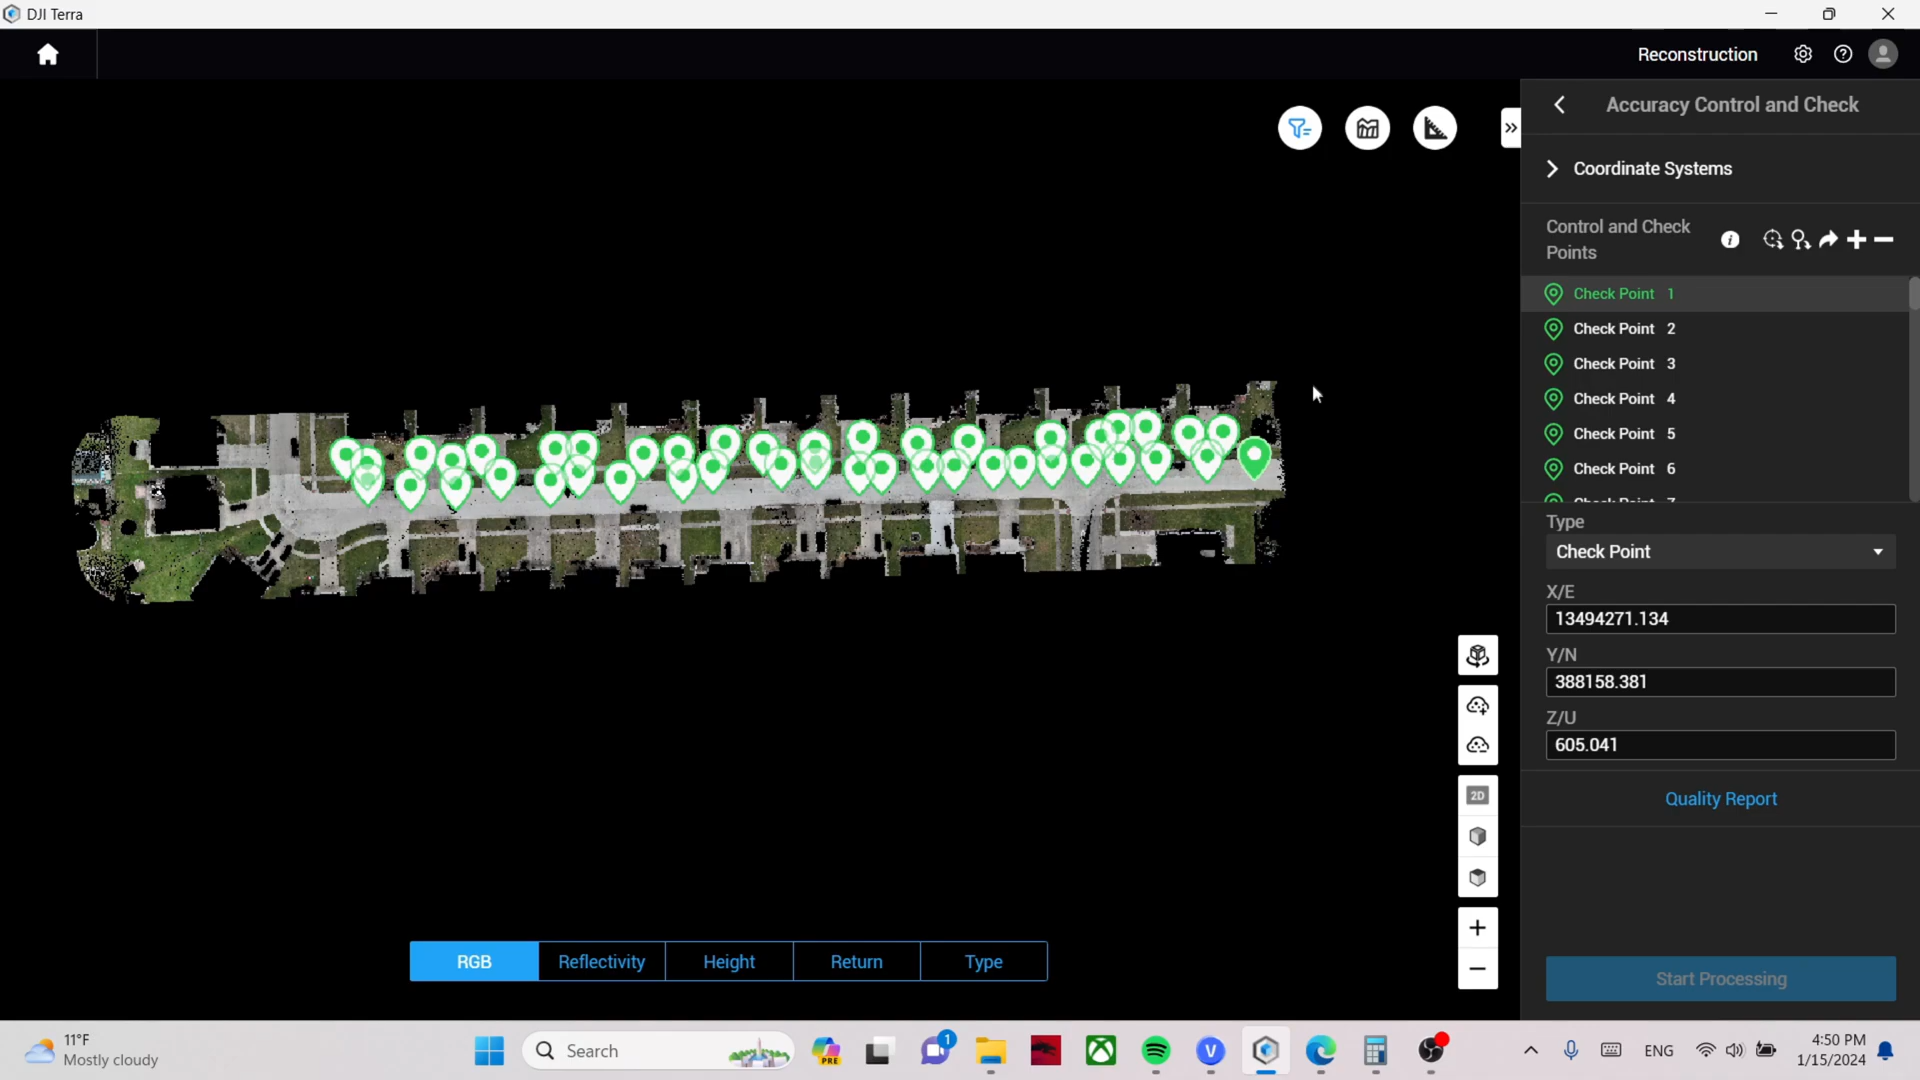 DJI Terra
Reconstruction
Accuracy Control and Check
Coordinate Systems
Control and Check
Points
Check Point 1
Check Point 2
Check Point 3
Check Point 4
Check Point 5
Check Point 6
Type
Check Point
X/E
13494271.134
Y/N
388158.381
Z/U
605.041
Quality Report
2D
RGB
Reflectivity
Height
Return
Type
Start Processing
11°F
Mostly cloudy
Search
PRE
1
V
ENG
4:50 PM
1/15/2024